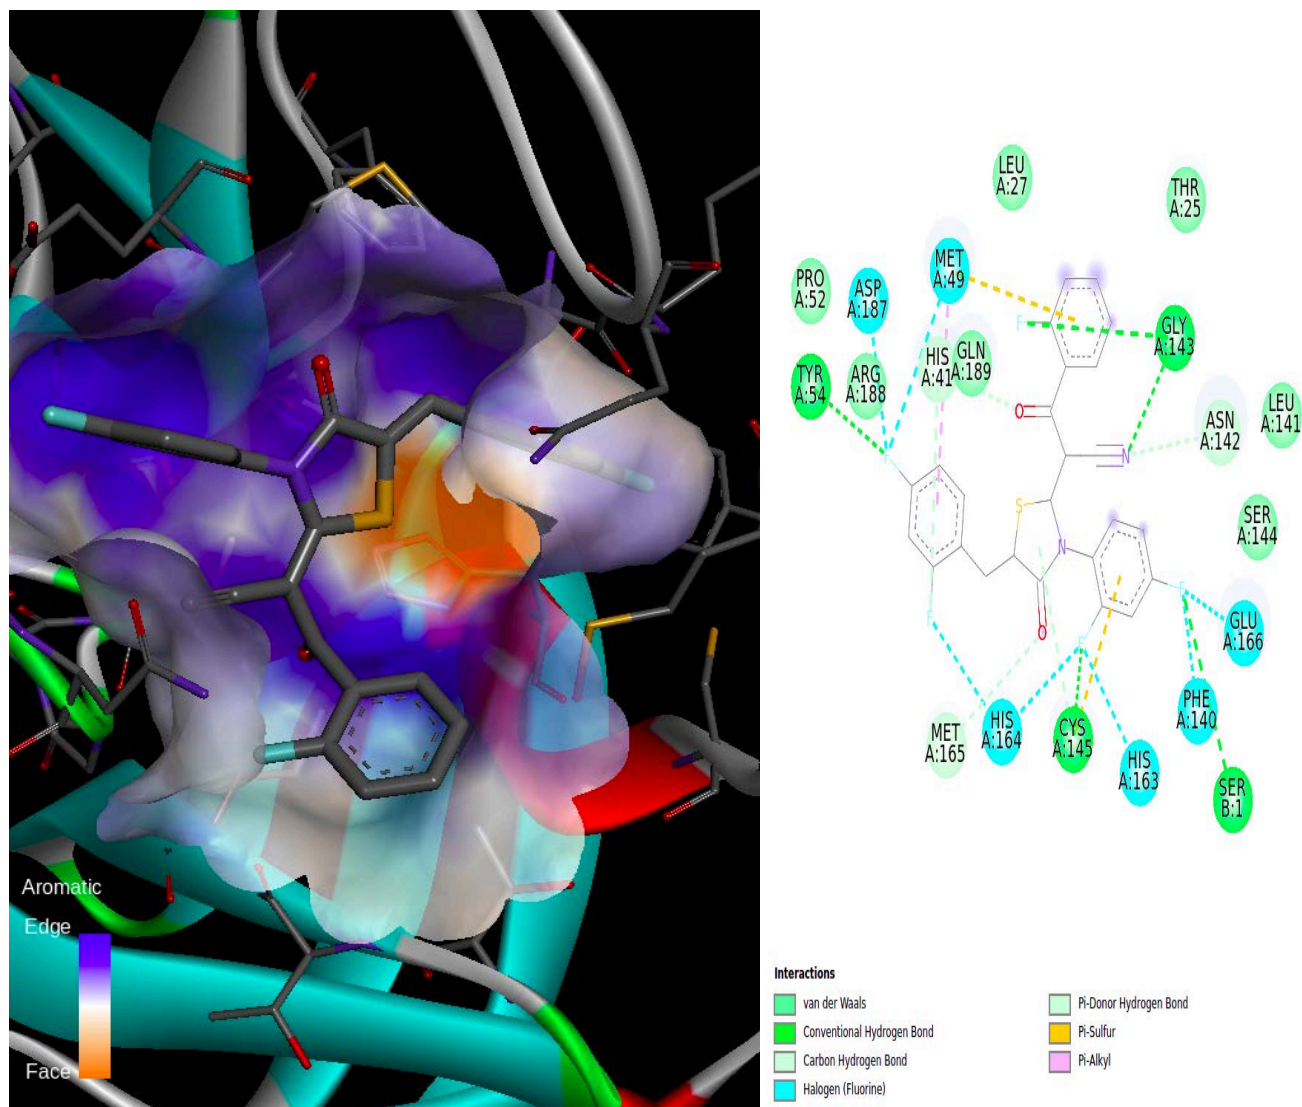 Aromatic
Edge
Face
LEU
A:27
THR
A:25
MET
A:49
PRO
A:52
ASP
A:187
GLY
A:143
TYR
A:54
ARG
A:188
HIS
A:41
GLN
A:189
LEU
A:141
ASN
A:142
F
O
N
F
S
SER
A:144
N
F
F
GLU
A:166
O
F
PHE
A:140
MET
A:165
HIS
A:164
CYS
A:145
HIS
A:163
SER
B:1
Interactions
van der Waals
Conventional Hydrogen Bond
Carbon Hydrogen Bond
Halogen (Fluorine)
Pi-Donor Hydrogen Bond
Pi-Sulfur
Pi-Alkyl